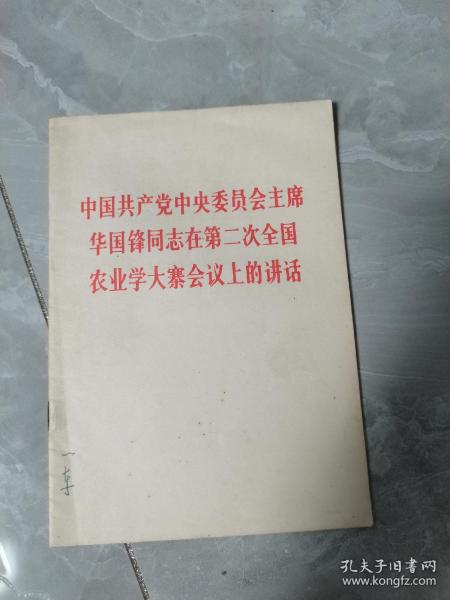 中国共产党中央委员会主席
华国锋同志在第二次全国
农业学大寨会议上的讲话
一车
孔夫子旧书网
www.kongfz.com